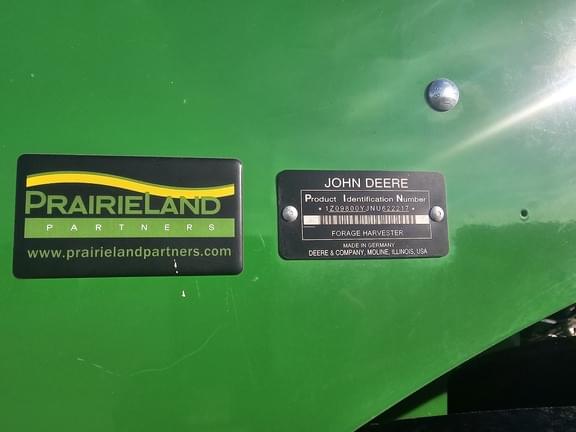 PRAIRIELAND
PARTNERS
www.prairielandpartners.com
JOHN DEERE
Product Identification Number
*1Z09800YJNU622217*
FORAGE HARVESTER
MADE IN GERMANY
DEERE & COMPANY, MOLINE, ILLINOIS, USA